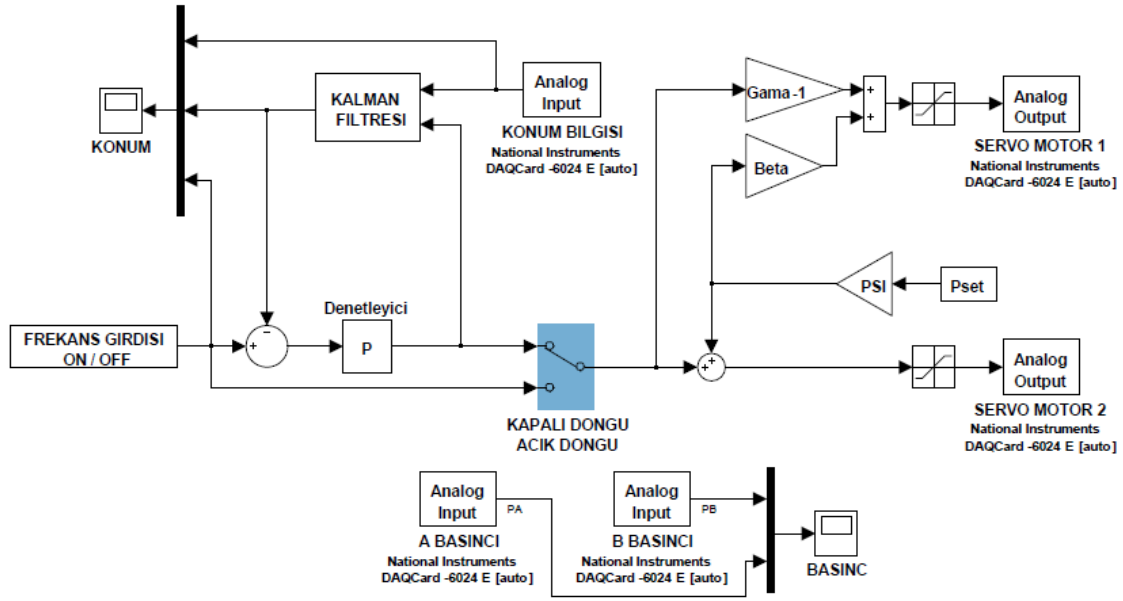 KONUM
KALMAN
FILTRESI
Analog
Input
KONUM BILGISI
National Instruments
DAQCard -6024 E [auto]
Gama -1
+
+
Analog
Output
SERVO MOTOR 1
National Instruments
DAQCard -6024 E [auto]
Beta
PSI
Pset
FREKANS GIRDISI
ON / OFF
+
−
Denetleyici
P
KAPALI DONGU
ACIK DONGU
+
+
Analog
Output
SERVO MOTOR 2
National Instruments
DAQCard -6024 E [auto]
Analog
Input
PA
A BASINCI
National Instruments
DAQCard -6024 E [auto]
Analog
Input
PB
B BASINCI
National Instruments
DAQCard -6024 E [auto]
BASINC